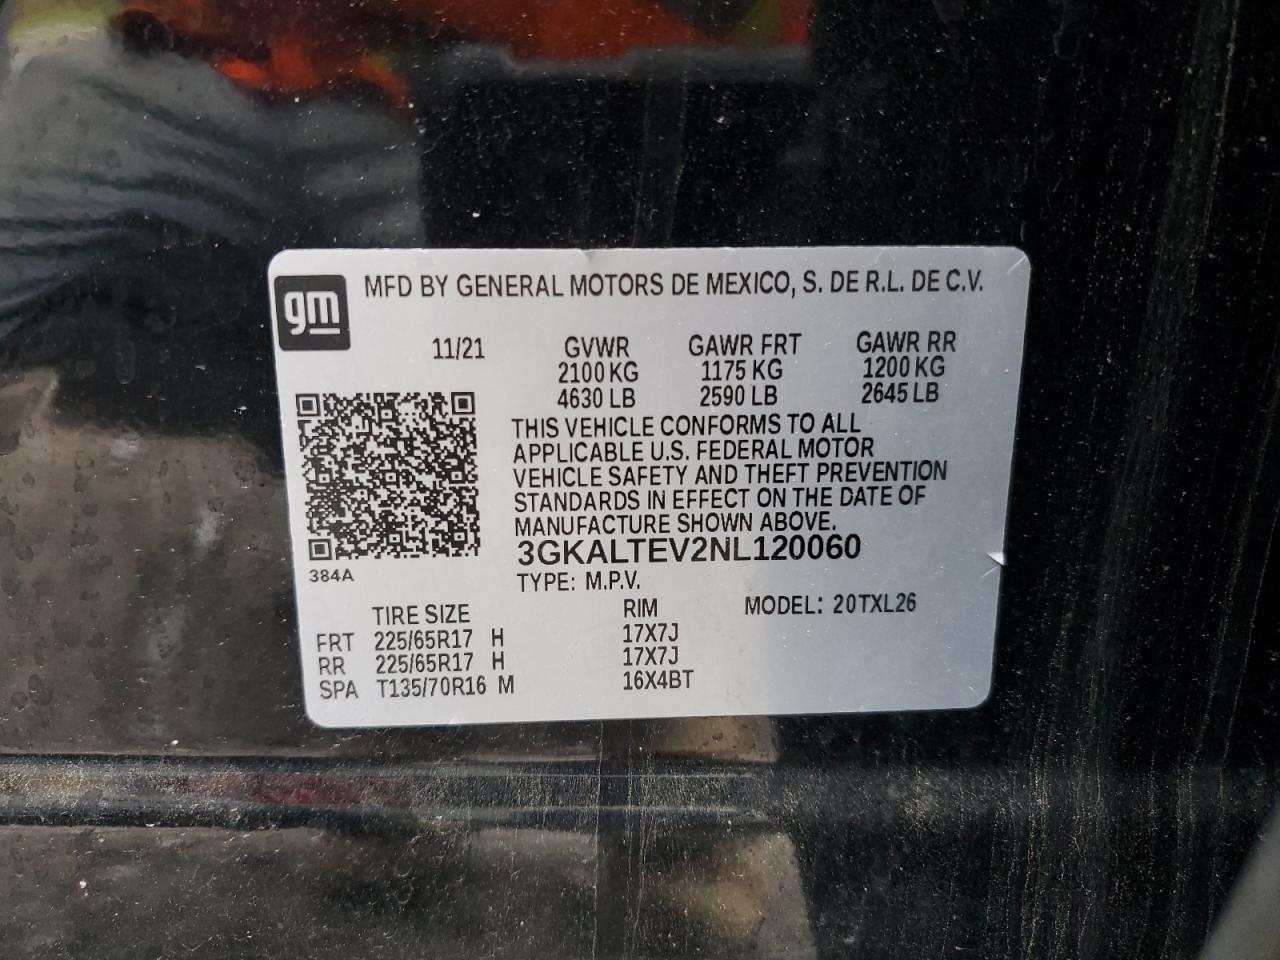 gm
MFD BY GENERAL MOTORS DE MEXICO, S. DE R.L. DE C.V.
11/21 GVWR GAWR FRT GAWR RR
2100 KG 1175 KG 1200 KG
4630 LB 2590 LB 2645 LB
THIS VEHICLE CONFORMS TO ALL
APPLICABLE U.S. FEDERAL MOTOR
VEHICLE SAFETY AND THEFT PREVENTION
STANDARDS IN EFFECT ON THE DATE OF
MANUFACTURE SHOWN ABOVE.
3GKALTEV2NL120060
384A
TYPE: M.P.V.
TIRE SIZE RIM MODEL: 20TXL26
FRT 225/65R17 H 17X7J
RR 225/65R17 H 17X7J
SPA T135/70R16 M 16X4BT